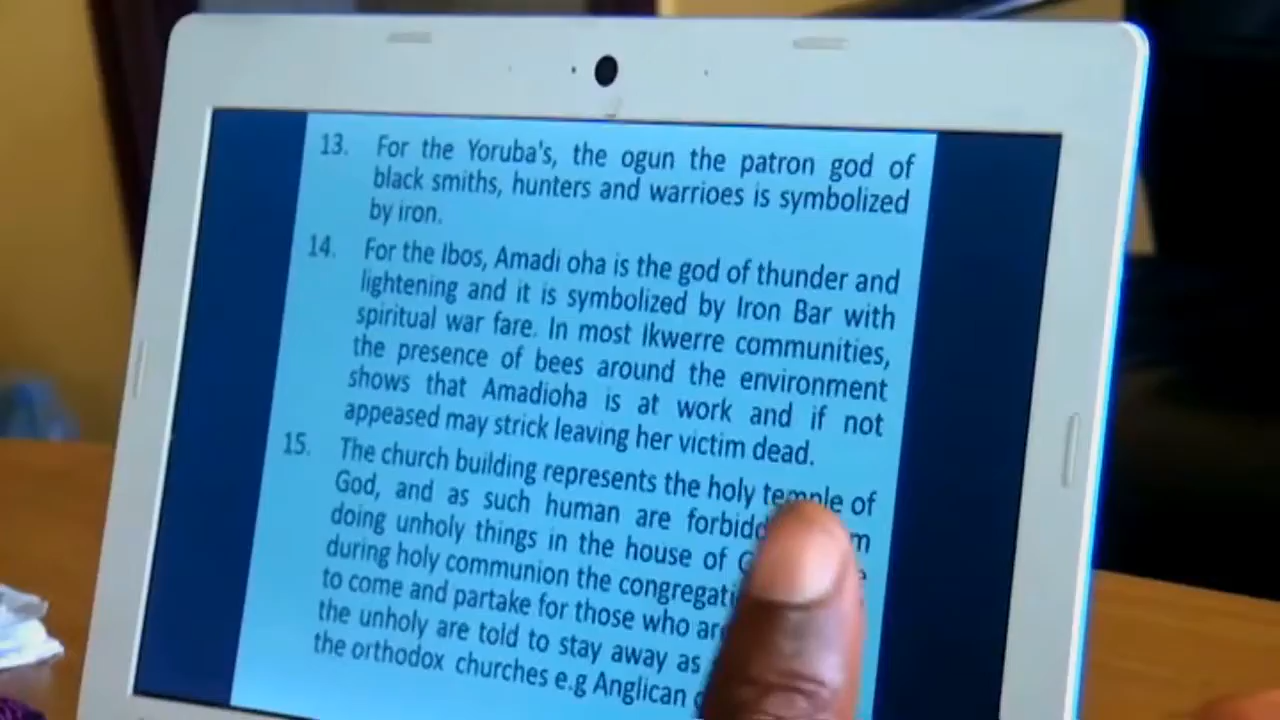 13. For the Yoruba's, the ogun the patron god of
black smiths, hunters and warrioes is symbolized
by iron.
14. For the Ibos, Amadi oha is the god of thunder and
lightening and it is symbolized by Iron Bar with
spiritual war fare. In most Ikwerre communities,
the presence of bees around the environment
shows that Amadioha is at work and if not
appeased may strick leaving her victim dead.
15. The church building represents the holy temple of
God, and as such human are
doing unholy things in the house of
during holy communion the
to come and partake for those who
the unholy are told to stay away as
the orthodox churches e.g Anglican